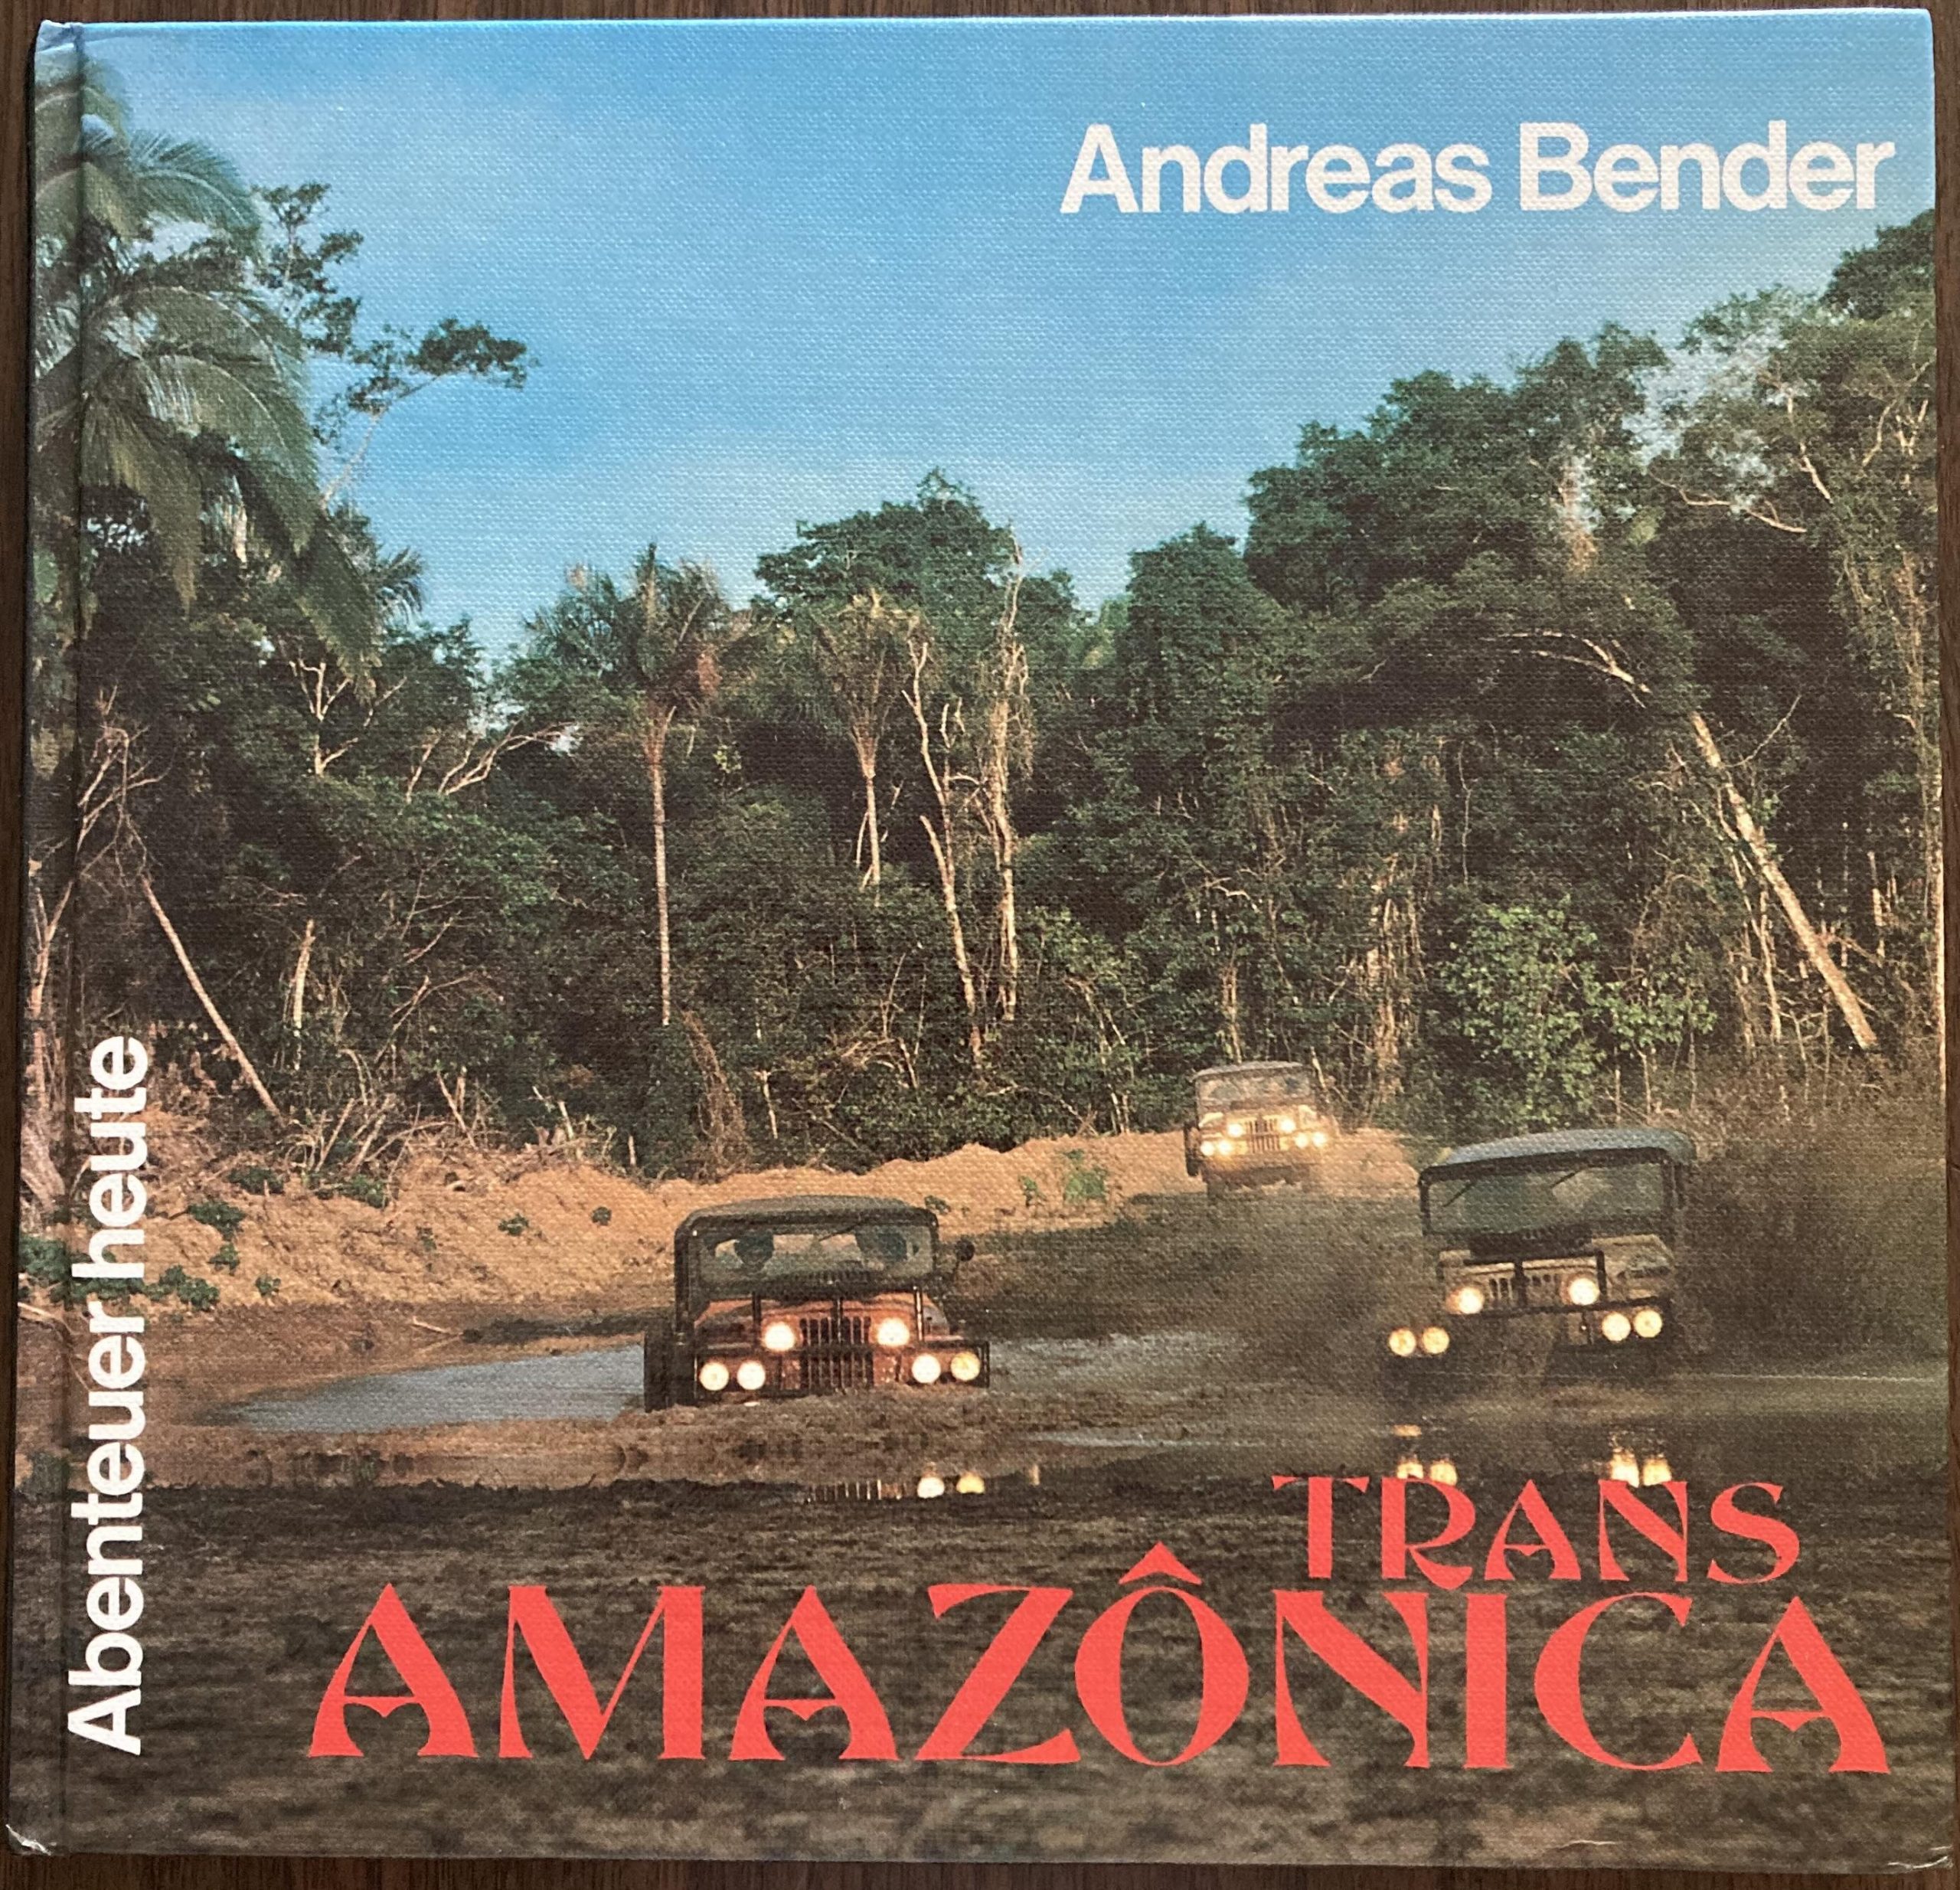 Andreas Bender
Abenteuer heute
TRANS
AMAZÔNICA